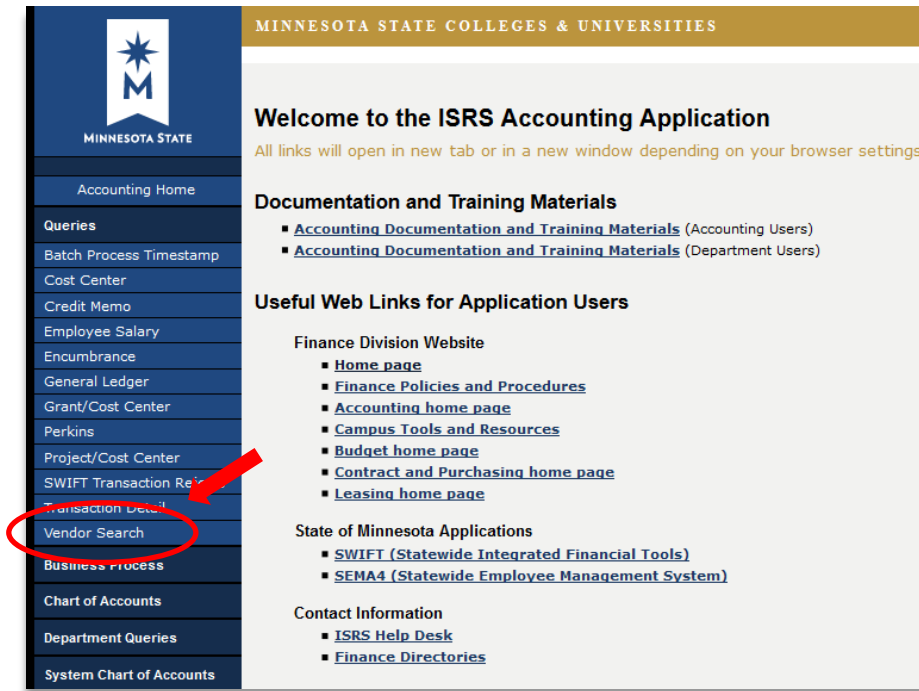 MINNESOTA STATE COLLEGES & UNIVERSITIES
M
MINNESOTA STATE
Accounting Home
Queries
Batch Process Timestamp
Cost Center
Credit Memo
Employee Salary
Encumbrance
General Ledger
Grant/Cost Center
Perkins
Project/Cost Center
SWIFT Transaction
Transaction Detail
Vendor Search
Business Process
Chart of Accounts
Department Queries
System Chart of Accounts
Welcome to the ISRS Accounting Application
All links will open in new tab or in a new window depending on your browser settings
Documentation and Training Materials
Accounting Documentation and Training Materials (Accounting Users)
Accounting Documentation and Training Materials (Department Users)
Useful Web Links for Application Users
Finance Division Website
Home page
Finance Policies and Procedures
Accounting home page
Campus Tools and Resources
Budget home page
Contract and Purchasing home page
Leasing home page
State of Minnesota Applications
SWIFT (Statewide Integrated Financial Tools)
SEMA4 (Statewide Employee Management System)
Contact Information
ISRS Help Desk
Finance Directories